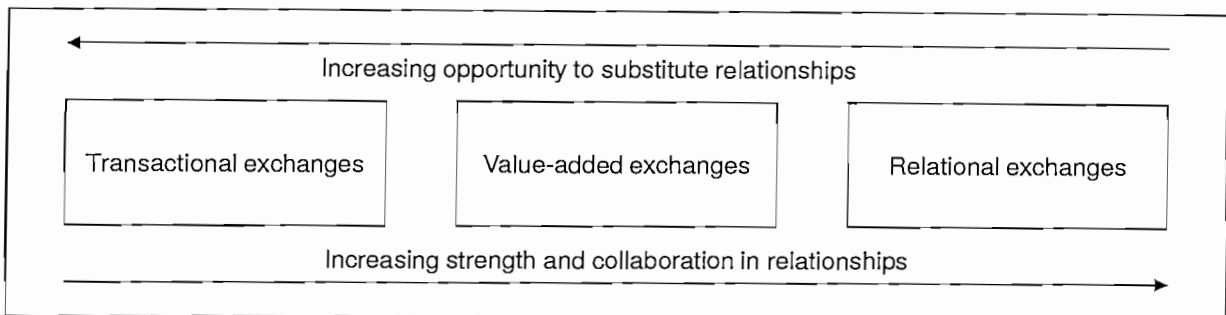 Increasing opportunity to substitute relationships
Transactional exchanges
Value-added exchanges
Relational exchanges
Increasing strength and collaboration in relationships